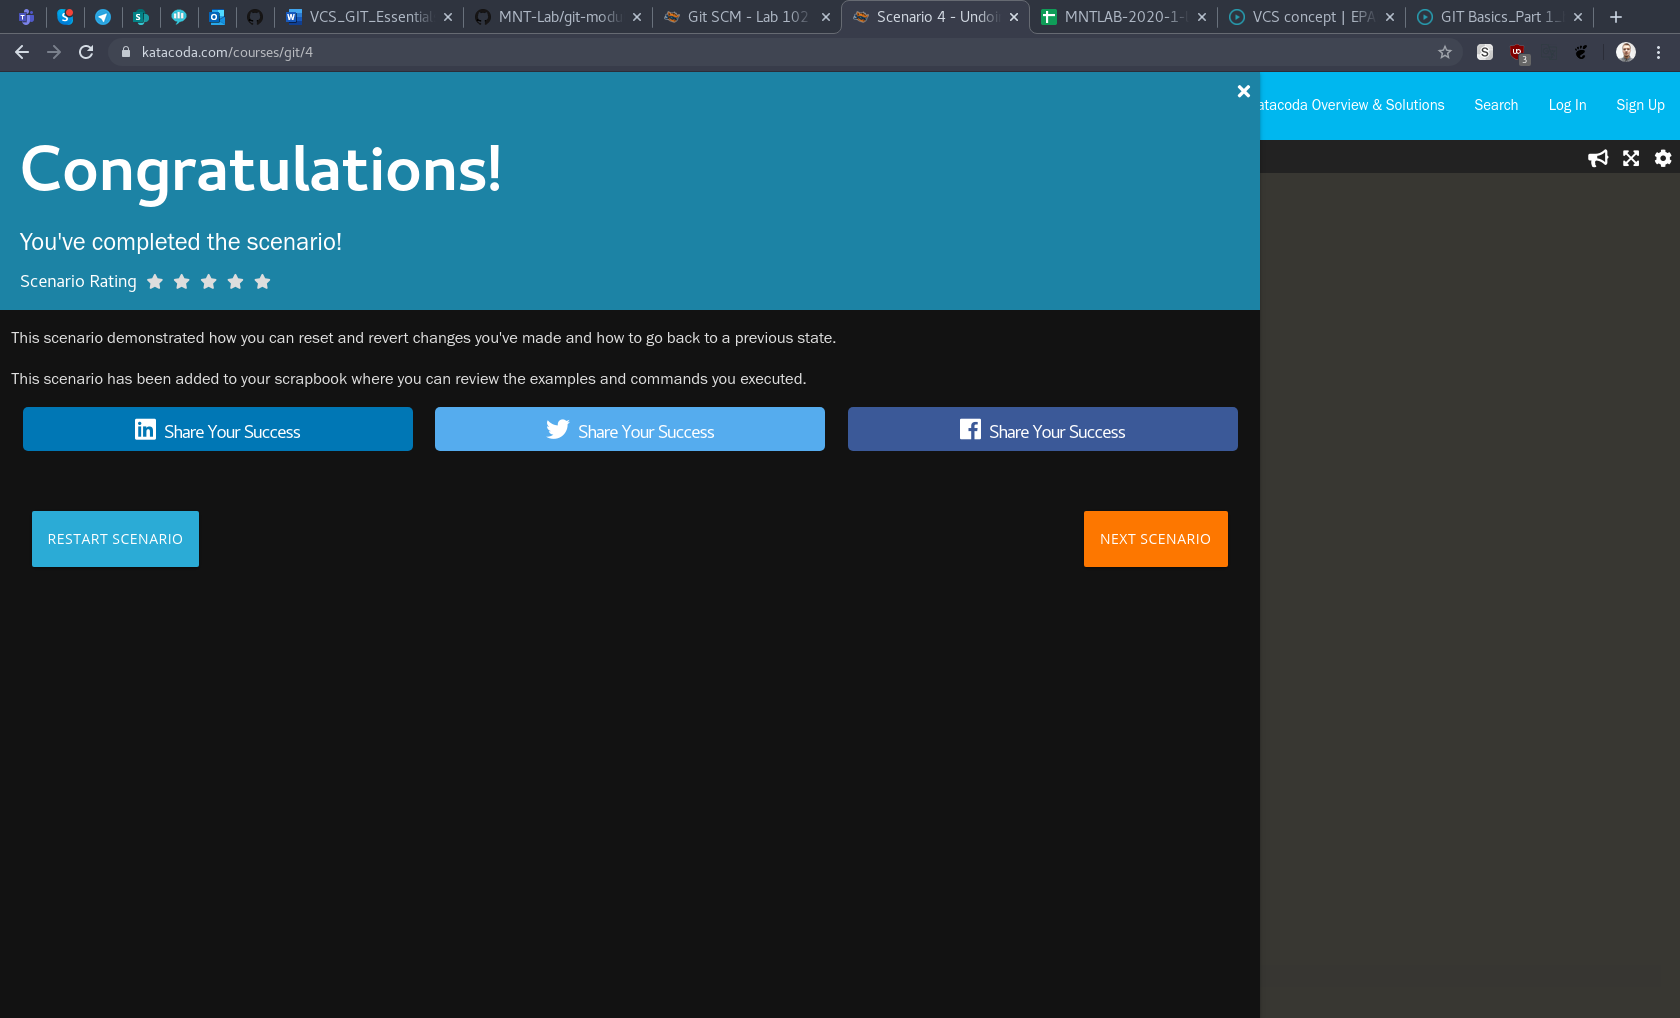 VCS_GIT_Essential
MNT-Lab/git-modu
Git SCM - Lab 102
Scenario 4 - Undoi
MNTLAB-2020-1-
VCS concept | EPA
GIT Basics_Part 1_
katacoda.com/courses/git/4
S
3
Congratulations!
atacoda Overview & Solutions
Search
Log In
Sign Up
You've completed the scenario!
Scenario Rating
This scenario demonstrated how you can reset and revert changes you've made and how to go back to a previous state.
This scenario has been added to your scrapbook where you can review the examples and commands you executed.
Share Your Success
Share Your Success
Share Your Success
RESTART SCENARIO
NEXT SCENARIO